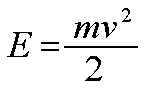 E = mv²/2